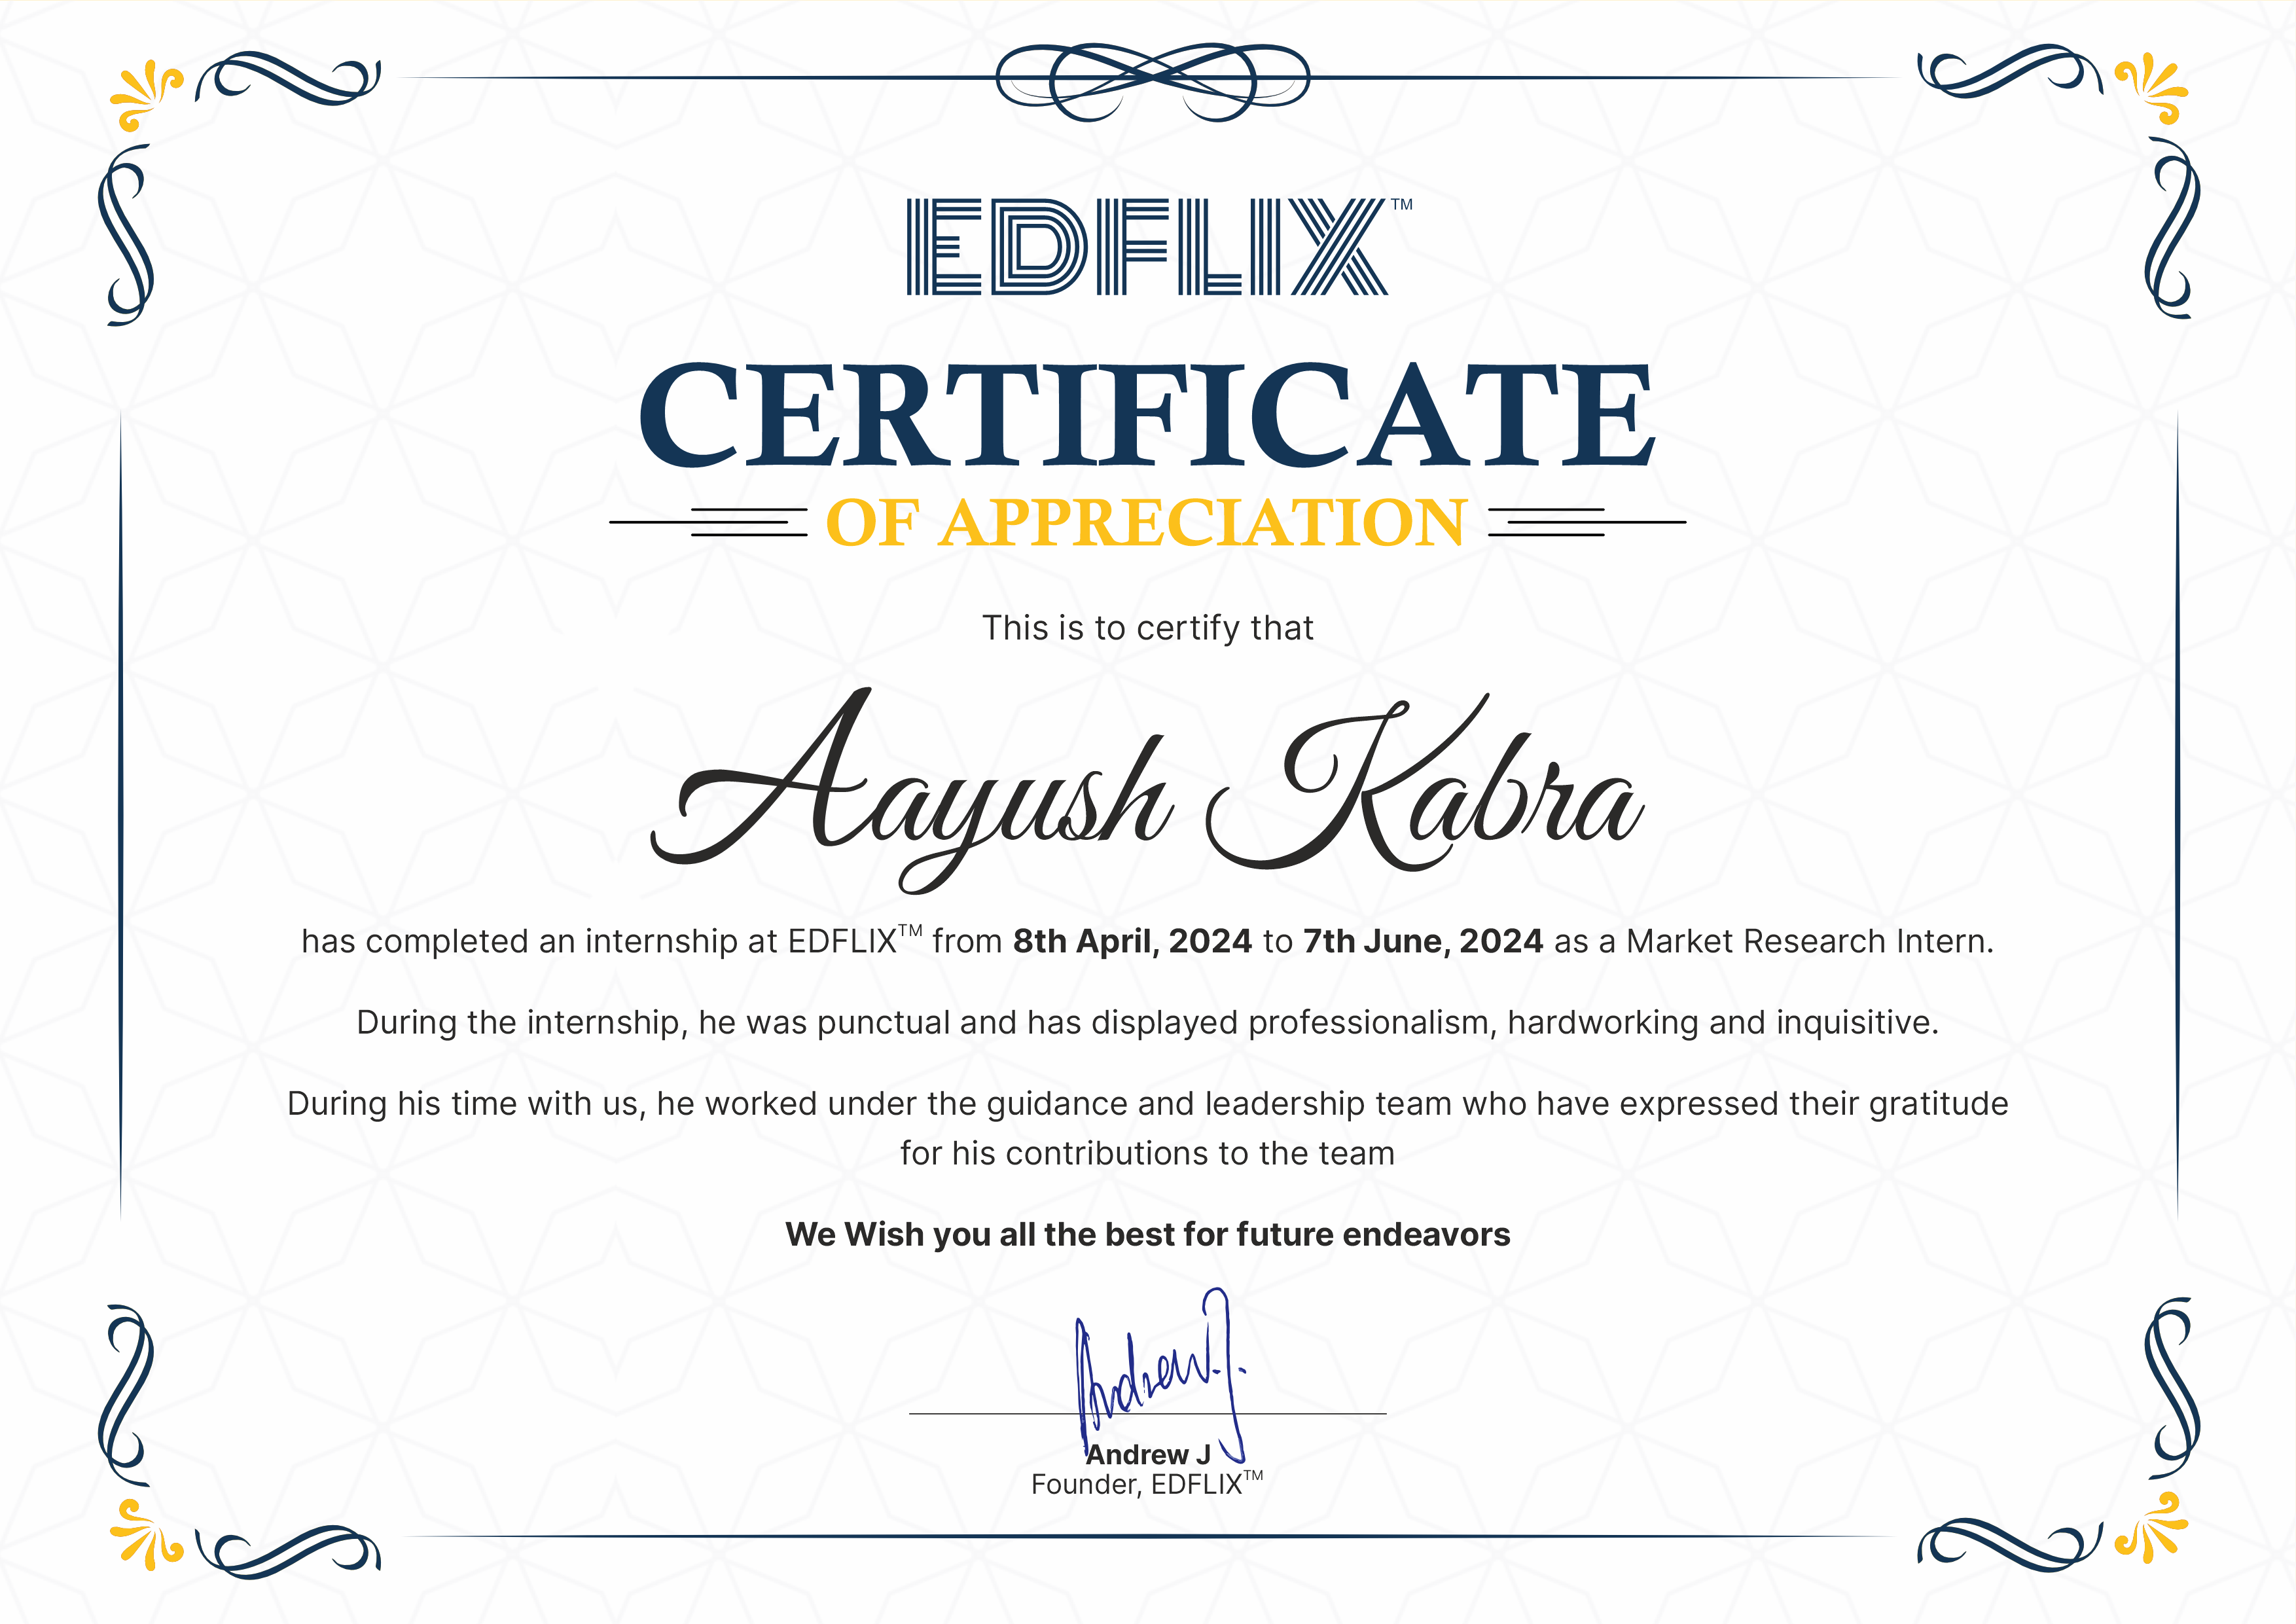 EDFLIX™
CERTIFICATE
OF APPRECIATION
This is to certify that
Aayush Kabra
has completed an internship at EDFLIX™ from 8th April, 2024 to 7th June, 2024 as a Market Research Intern.
During the internship, he was punctual and has displayed professionalism, hardworking and inquisitive.
During his time with us, he worked under the guidance and leadership team who have expressed their gratitude
for his contributions to the team
We Wish you all the best for future endeavors
Andrew.J.
Andrew J
Founder, EDFLIX™